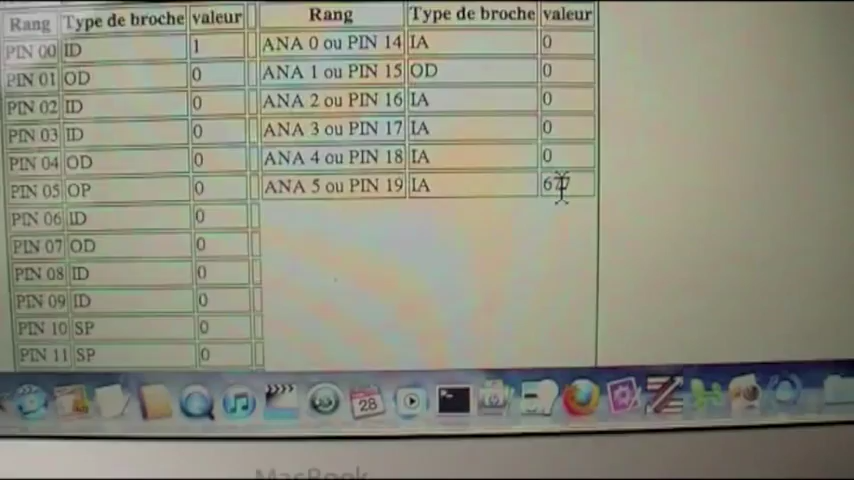 Rang Type de broche valeur Rang Type de broche valeur
PIN 00 ID 1 ANA 0 ou PIN 14 IA 0
PIN 01 OD 0 ANA 1 ou PIN 15 OD 0
PIN 02 ID 0 ANA 2 ou PIN 16 IA 0
PIN 03 ID 0 ANA 3 ou PIN 17 IA 0
PIN 04 OD 0 ANA 4 ou PIN 18 IA 0
PIN 05 OP 0 ANA 5 ou PIN 19 IA
PIN 06 ID 0
PIN 07 OD 0
PIN 08 ID 0
PIN 09 ID 0
PIN 10 SP 0
PIN 11 SP 0
28
MacBook